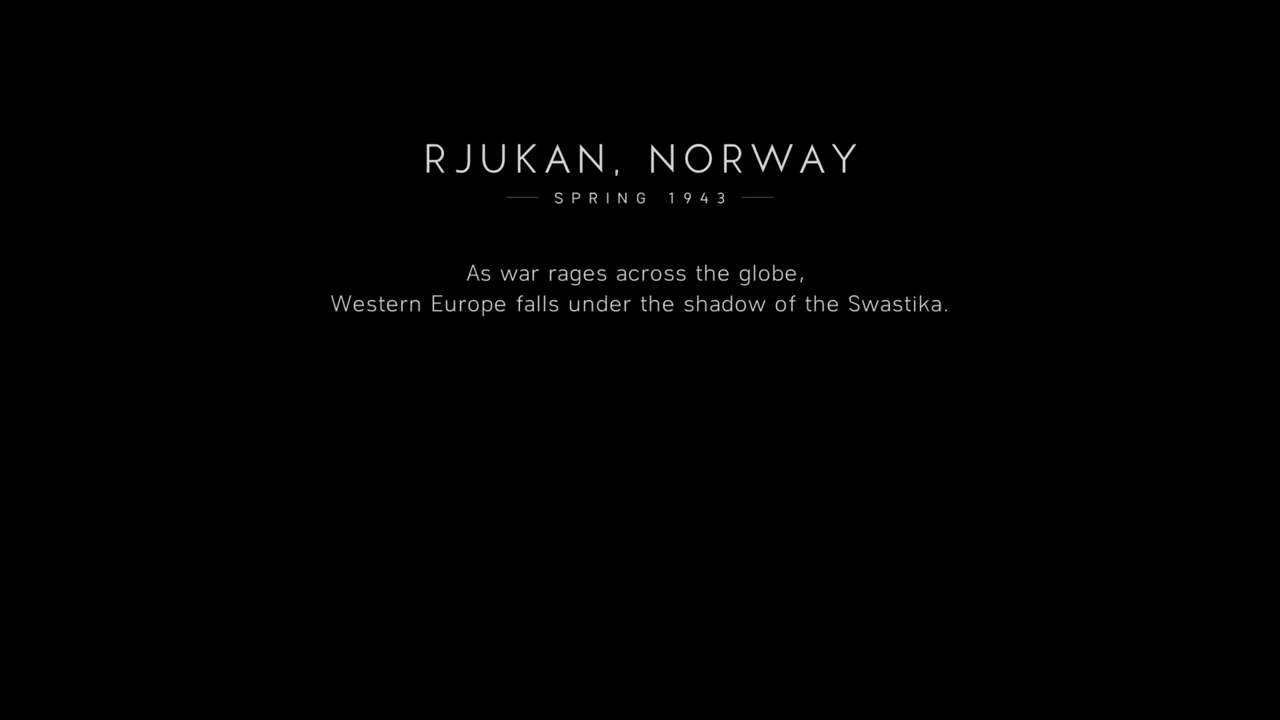 RJUKAN, NORWAY
SPRING 1943
As war rages across the globe,
Western Europe falls under the shadow of the Swastika.